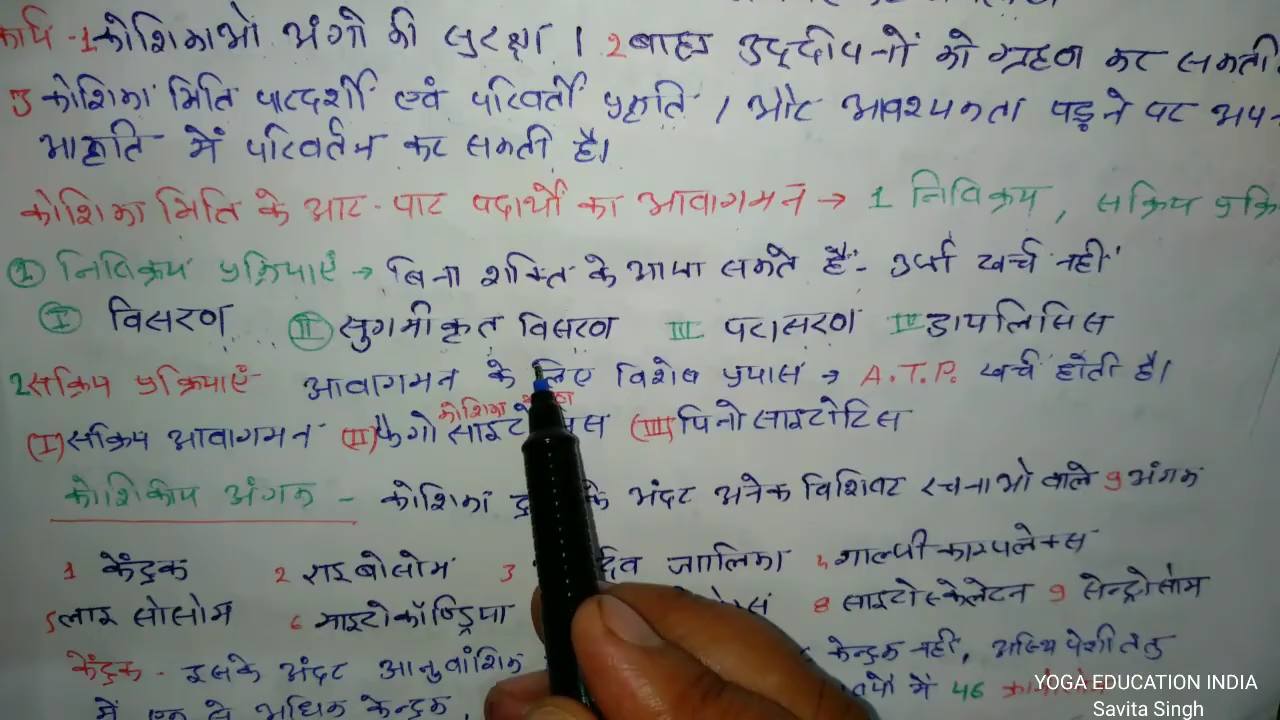 कार्य - 1 कोशिकाओं अंगों की सुरक्षा । 2 बाह्य उद्दीपनों को ग्रहण कर सकती
3 कोशिका भित्ति पारदर्शी एवं परिवर्ती प्रकृति / और आवश्यकता पड़ने पर अप
आकृति में परिवर्तन कर सकती है।
कोशिका भित्ति के आर-पार पदार्थों का आवागमन → 1 निष्क्रिय, सक्रिय प्रक्रि
① निष्क्रिय प्रक्रियाएँ → बिना शक्ति के आपा सकते हैं - उर्जा खर्च नहीं
Ⓘ विसरण Ⓘ Ⓘ सुगमीकृत विसरण III परासरण IV डायलिसिस
2 सक्रिय प्रक्रियाएँ - आवागमन के लिए विशेष प्रयास → A.T.P. खर्च होती है।
कोशिका
(I) सक्रिय आवागमन (II) फैगो साइटो सिस (III) पिनोसाइटोटिस
कोशिकीय अंगक - कोशिका के अंदर अनेक विशिष्ट रचनाओं वाले 9 अंगक
1 केंद्रक 2 राइबोसोम 3 जालिका 4 गाल्पी काम्पलेक्स
5 लाइसोसोम 6 माइटोकॉण्ड्रिया 8 साइटोस्केलेटन 9 सेन्ट्रोसोम
केंद्रक - इसके अंदर आनुवांशिक केन्द्रक नहीं, अस्थि पेशी तंतु
में एक से अधिक केन्द्रक, में 46
YOGA EDUCATION INDIA
Savita Singh